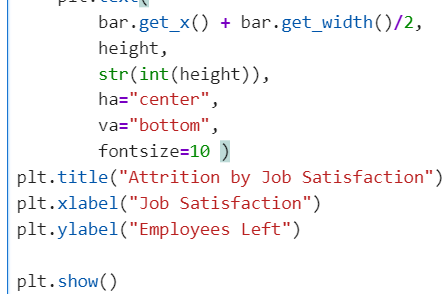 plt.text(
bar.get_x() + bar.get_width()/2,
height,
str(int(height)),
ha="center",
va="bottom",
fontsize=10 )
plt.title("Attrition by Job Satisfaction")
plt.xlabel("Job Satisfaction")
plt.ylabel("Employees Left")
plt.show()